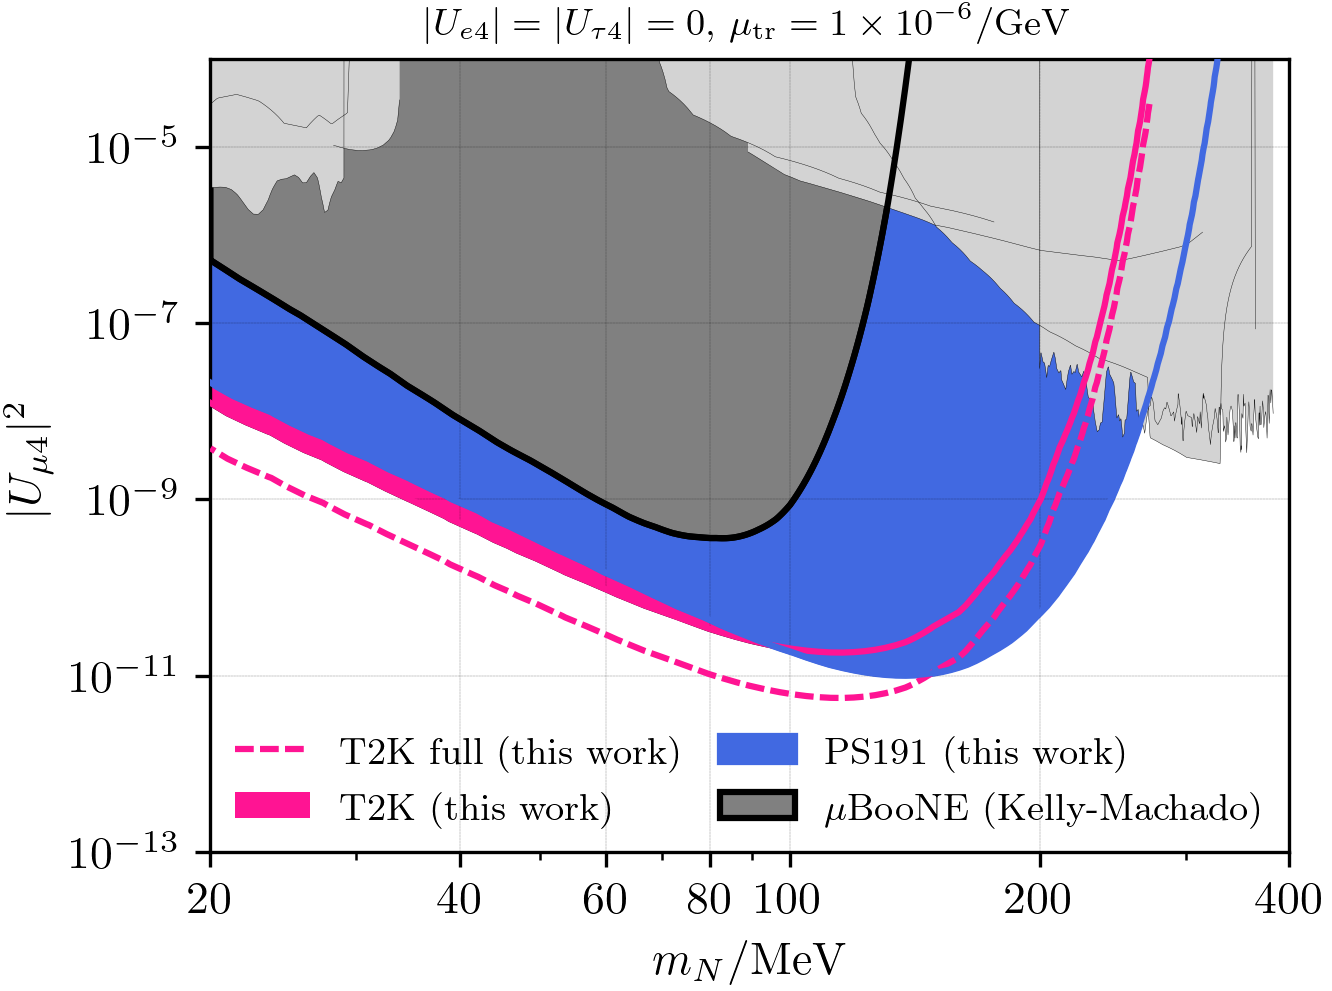 |U_{e4}| = |U_{τ4}| = 0, μ_{tr} = 1 × 10^{−6}/GeV
|U_{μ4}|^2
10^{−5}
10^{−7}
10^{−9}
10^{−11}
10^{−13}
T2K full (this work)
T2K (this work)
PS191 (this work)
μBooNE (Kelly-Machado)
20 40 60 80 100 200 400
m_N/MeV